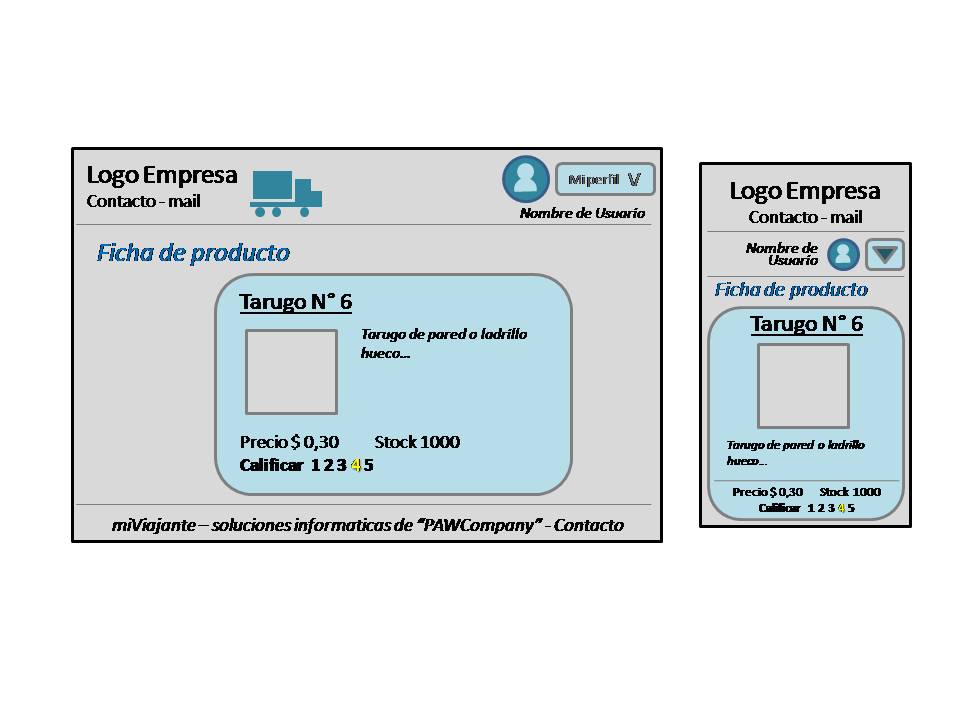 Logo Empresa
Contacto - mail
Mi perfil V
Nombre de Usuario
Ficha de producto
Tarugo N° 6
Tarugo de pared o ladrillo
hueco...
Precio $ 0,30 Stock 1000
Calificar 1 2 3 4 5
miViajante – soluciones informaticas de “PAWCompany” - Contacto
Logo Empresa
Contacto - mail
Nombre de
Usuario
Ficha de producto
Tarugo N° 6
Tarugo de pared o ladrillo
hueco...
Precio $ 0,30 Stock 1000
Calificar 1 2 3 4 5